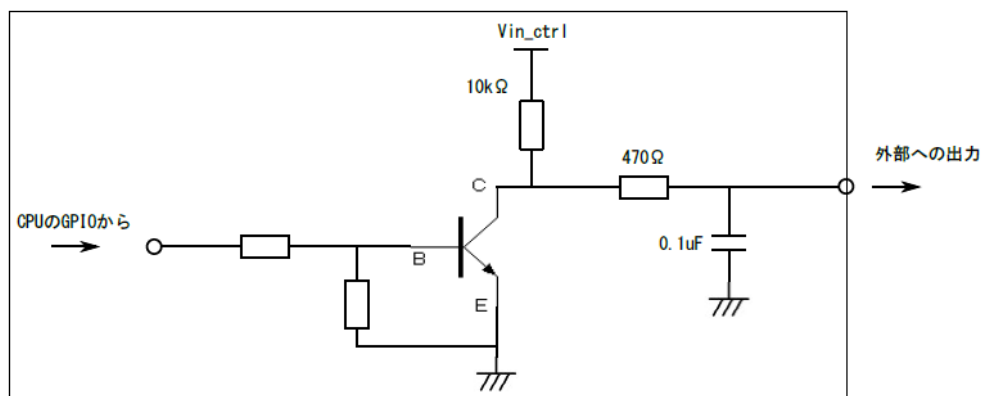 Vin_ctrl
10kΩ
470Ω
外部への出力
C
CPUのGPIOから
B
0.1uF
E